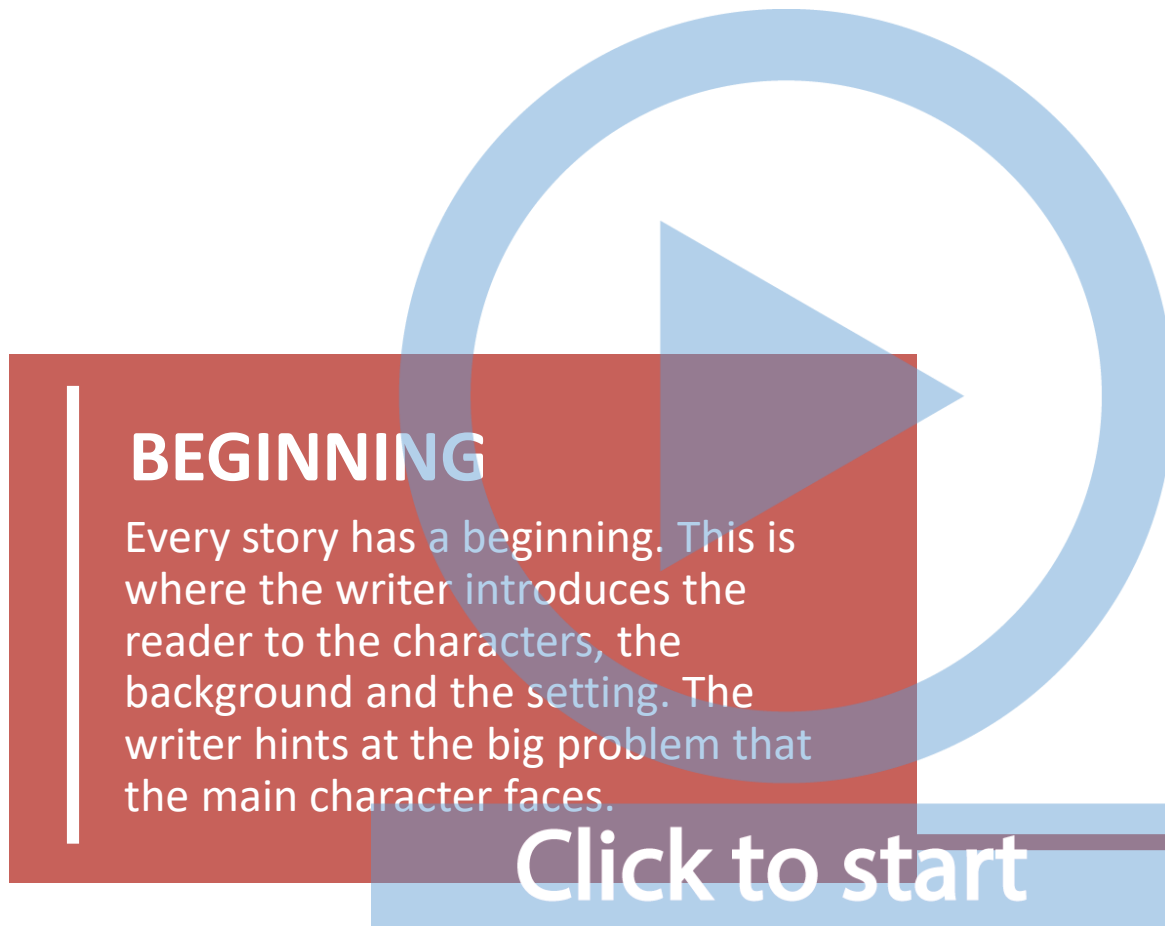 BEGINNING
Every story has a beginning. This is
where the writer introduces the
reader to the characters, the
background and the setting. The
writer hints at the big problem that
the main character faces.
Click to start